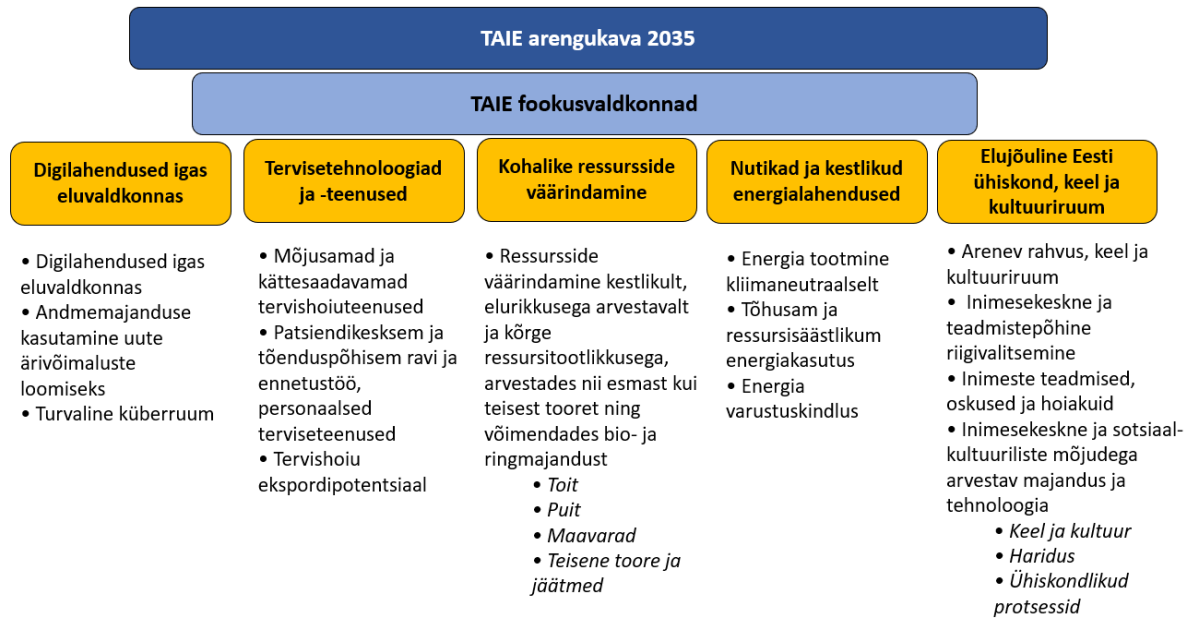 TAIE arengukava 2035
TAIE fookusvaldkonnad
Digilahendused igas
eluvaldkonnas
• Digilahendused igas
eluvaldkonnas
• Andmemajanduse
kasutamine uute
ärivõimaluste
loomiseks
• Turvaline küberruum
Tervisetehnoloogiad
ja -teenused
• Mõjusamad ja
kättesaadavamad
tervishoiuteenused
• Patsiendikesksem ja
tõenduspõhisem ravi ja
ennetustöö,
personaalsed
terviseteenused
• Tervishoiu
ekspordipotentsiaal
Kohalike ressursside
väärindamine
• Ressursside
väärindamine kestlikult,
elurikkusega arvestavalt
ja kõrge
ressursitootlikkusega,
arvestades nii esmast kui
teisest tooret ning
võimendades bio- ja
ringmajandust
• Toit
• Puit
• Maavarad
• Teisene toore ja
jäätmed
Nutikad ja kestlikud
energialahendused
• Energia tootmine
kliimaneutraalselt
• Tõhusam ja
ressursisäästlikum
energiakasutus
• Energia
varustuskindlus
Elujõuline Eesti
ühiskond, keel ja
kultuuriruum
• Arenev rahvus, keel ja
kultuuriruum
• Inimesekeskne ja
teadmistepõhine
riigivalitsemine
• Inimeste teadmised,
oskused ja hoiakuid
• Inimesekeskne ja sotsiaal-
kultuuriliste mõjudega
arvestav majandus ja
tehnoloogia
• Keel ja kultuur
• Haridus
• Ühiskondlikud
protsessid